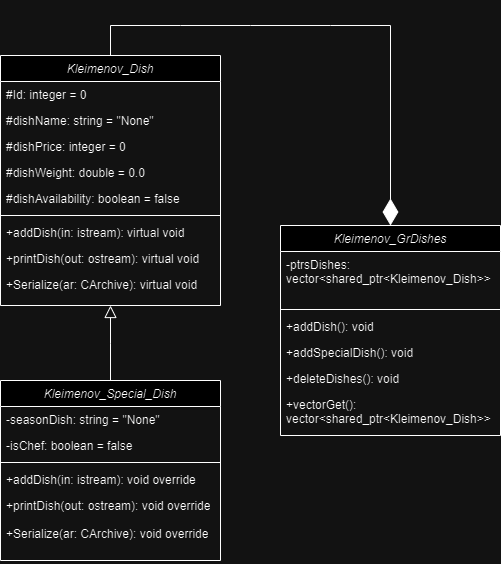 Kleimenov_Dish
#Id: integer = 0
#dishName: string = "None"
#dishPrice: integer = 0
#dishWeight: double = 0.0
#dishAvailability: boolean = false
+addDish(in: istream): virtual void
+printDish(out: ostream): virtual void
+Serialize(ar: CArchive): virtual void
Kleimenov_Special_Dish
-seasonDish: string = "None"
-isChef: boolean = false
+addDish(in: istream): void override
+printDish(out: ostream): void override
+Serialize(ar: CArchive): void override
Kleimenov_GrDishes
-ptrsDishes:
vector<shared_ptr<Kleimenov_Dish>>
+addDish(): void
+addSpecialDish(): void
+deleteDishes(): void
+vectorGet():
vector<shared_ptr<Kleimenov_Dish>>